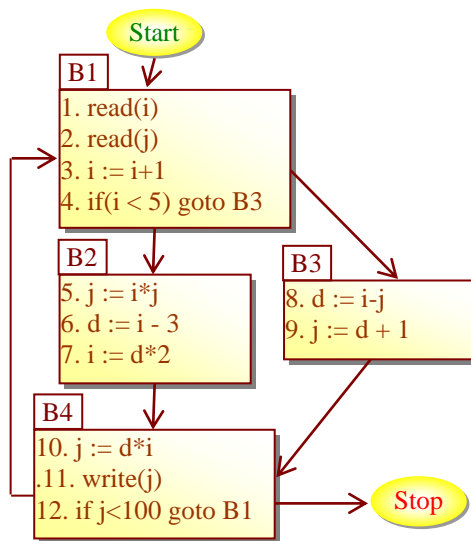 Start
B1
1. read(i)
2. read(j)
3. i := i+1
4. if(i < 5) goto B3
B2
5. j := i*j
6. d := i - 3
7. i := d*2
B3
8. d := i-j
9. j := d + 1
B4
10. j := d*i
.11. write(j)
12. if j<100 goto B1
Stop